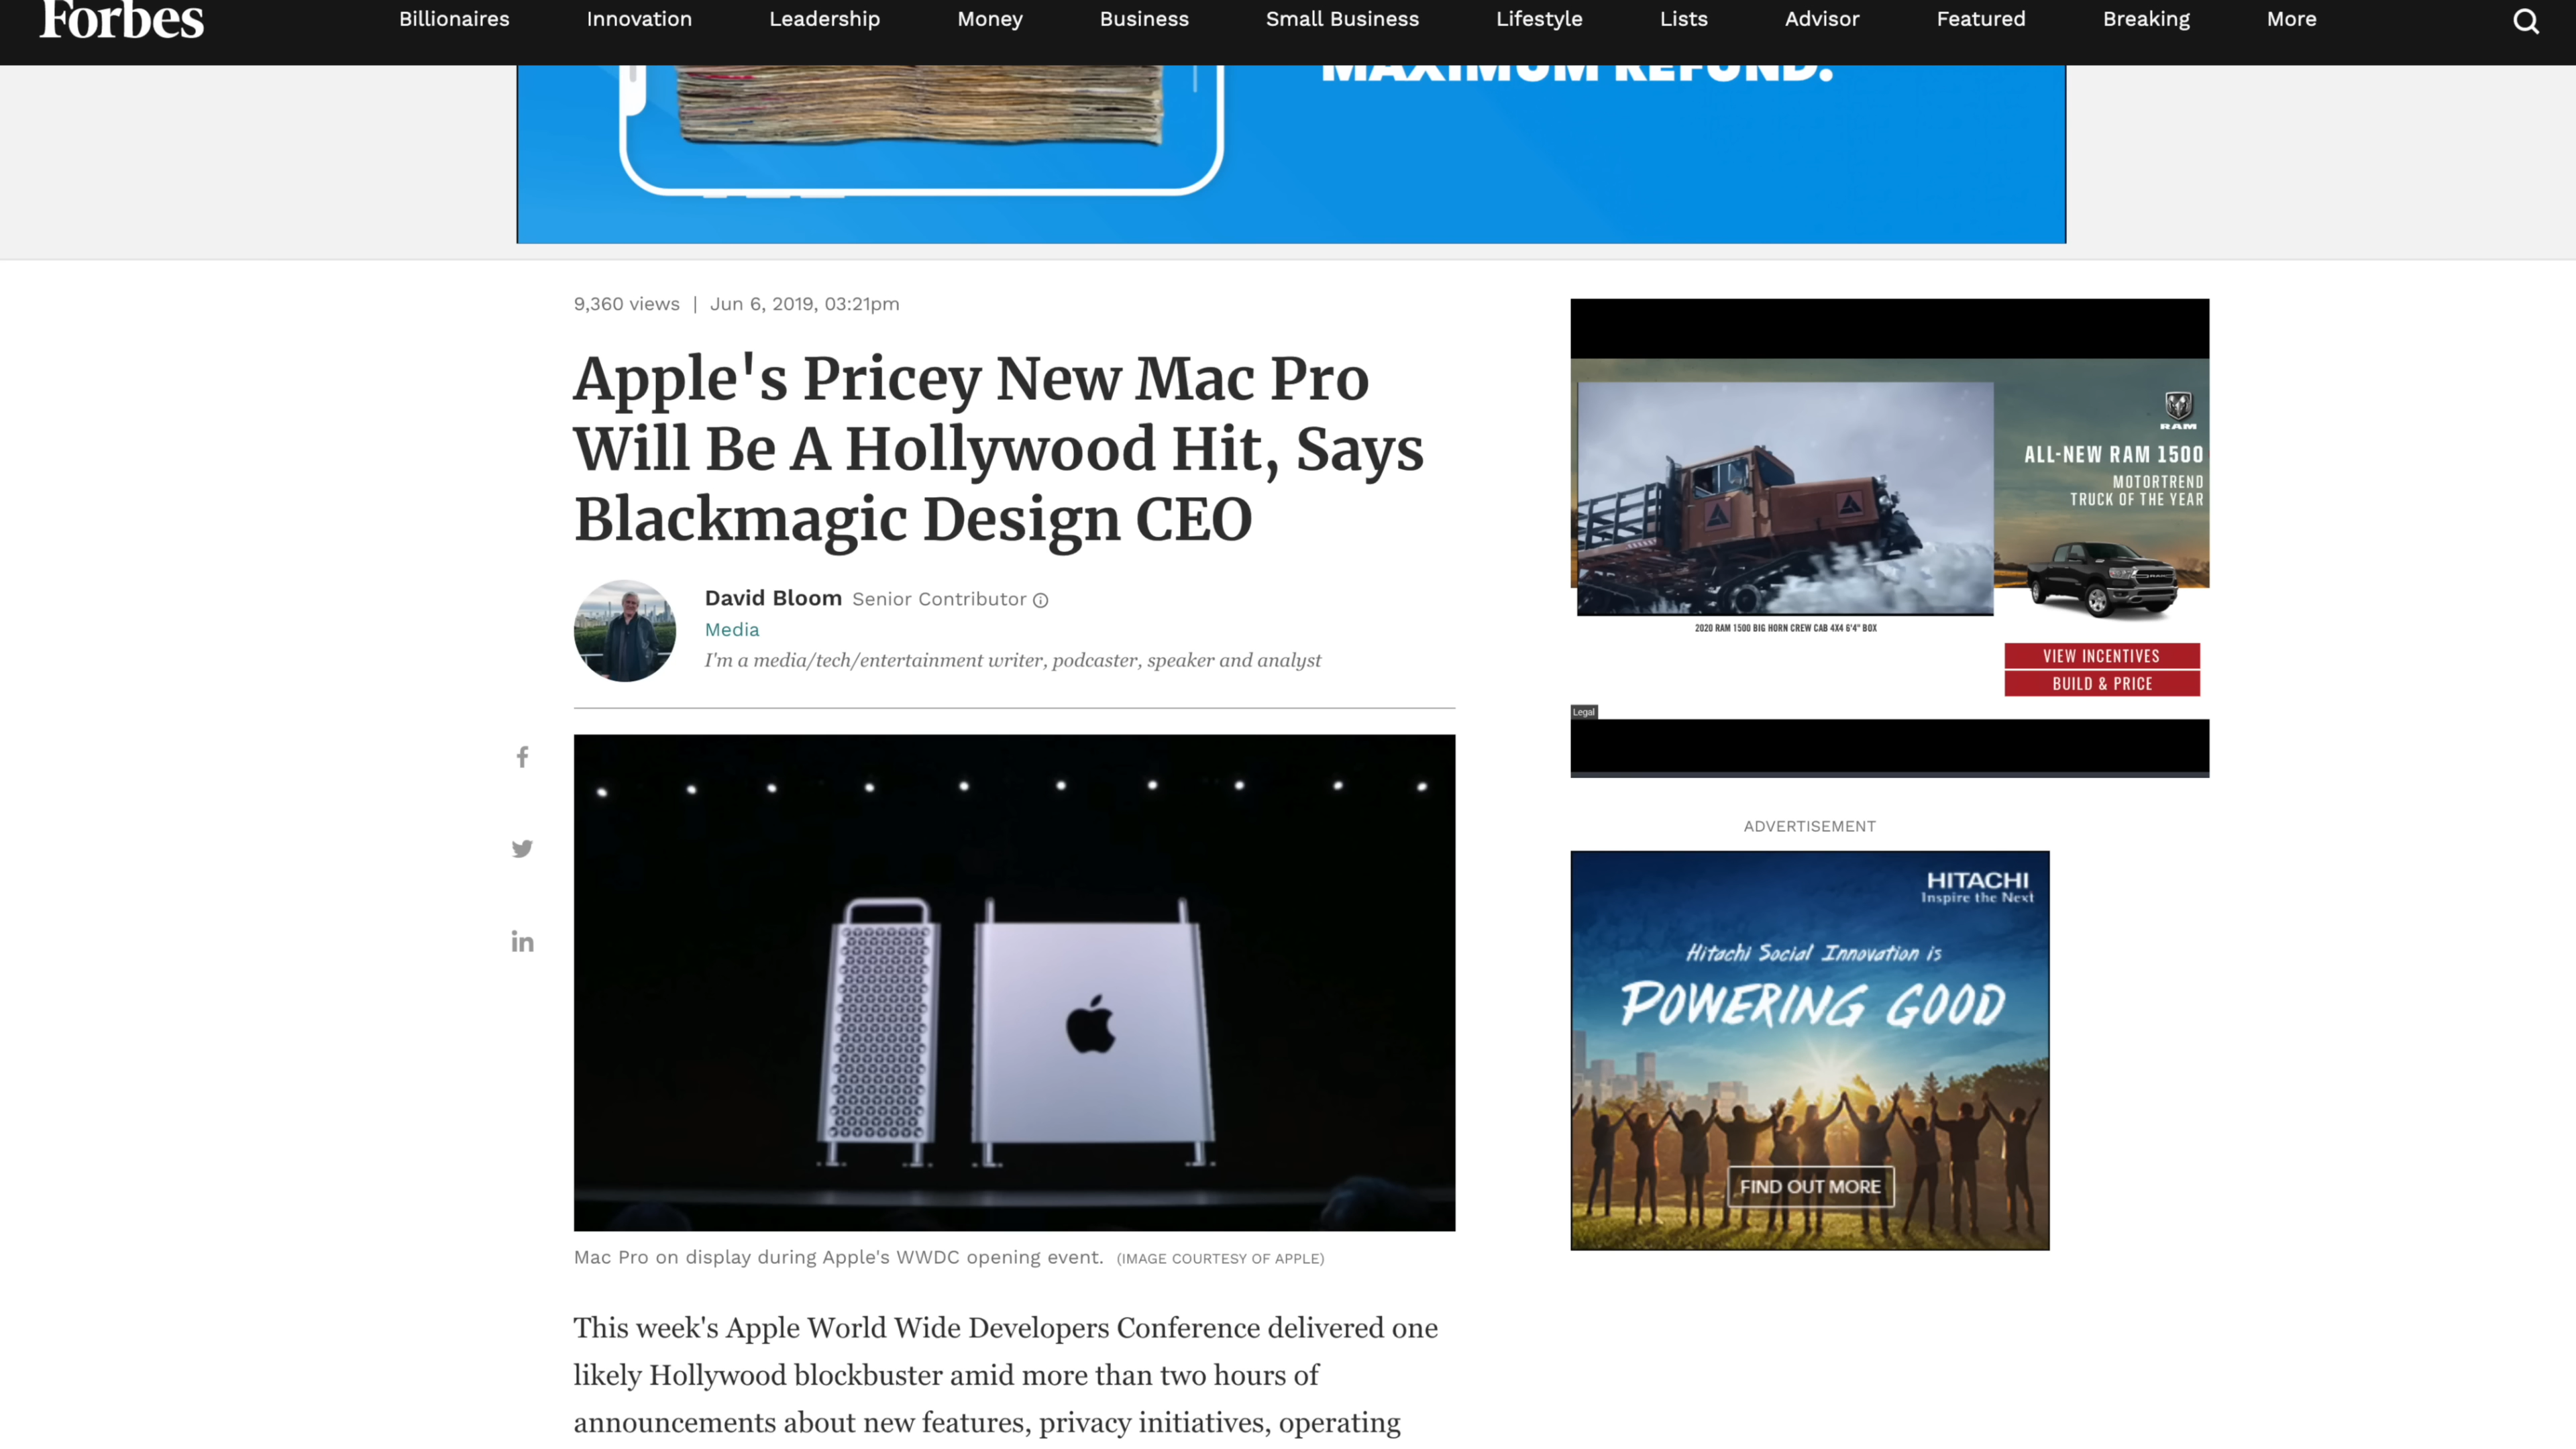 Forbes
Billionaires
Innovation
Leadership
Money
Business
Small Business
Lifestyle
Lists
Advisor
Featured
Breaking
More
MAXIMUM REFUND.
9,360 views | Jun 6, 2019, 03:21pm
Apple's Pricey New Mac Pro
Will Be A Hollywood Hit, Says
Blackmagic Design CEO
David Bloom Senior Contributor
Media
I'm a media/tech/entertainment writer, podcaster, speaker and analyst
Mac Pro on display during Apple's WWDC opening event. (IMAGE COURTESY OF APPLE)
This week's Apple World Wide Developers Conference delivered one
likely Hollywood blockbuster amid more than two hours of
announcements about new features, privacy initiatives, operating
RAM
ALL-NEW RAM 1500
MOTORTREND
TRUCK OF THE YEAR
2020 RAM 1500 BIG HORN CREW CAB 4X4 6'4" BOX
VIEW INCENTIVES
BUILD & PRICE
Legal
ADVERTISEMENT
HITACHI
Inspire the Next
Hitachi Social Innovation is
POWERING GOOD
FIND OUT MORE